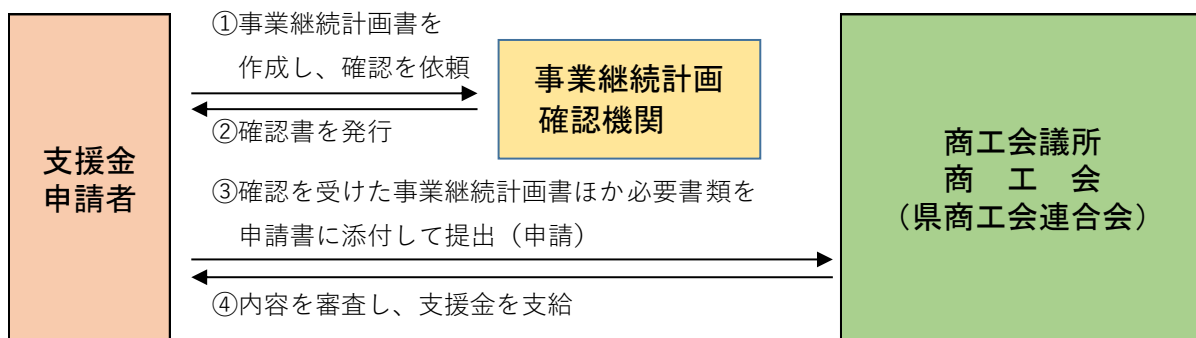 支援金
申請者
①事業継続計画書を
作成し、確認を依頼
②確認書を発行
事業継続計画
確認機関
③確認を受けた事業継続計画書ほか必要書類を
申請書に添付して提出（申請）
④内容を審査し、支援金を支給
商工会議所
商　工　会
（県商工会連合会）